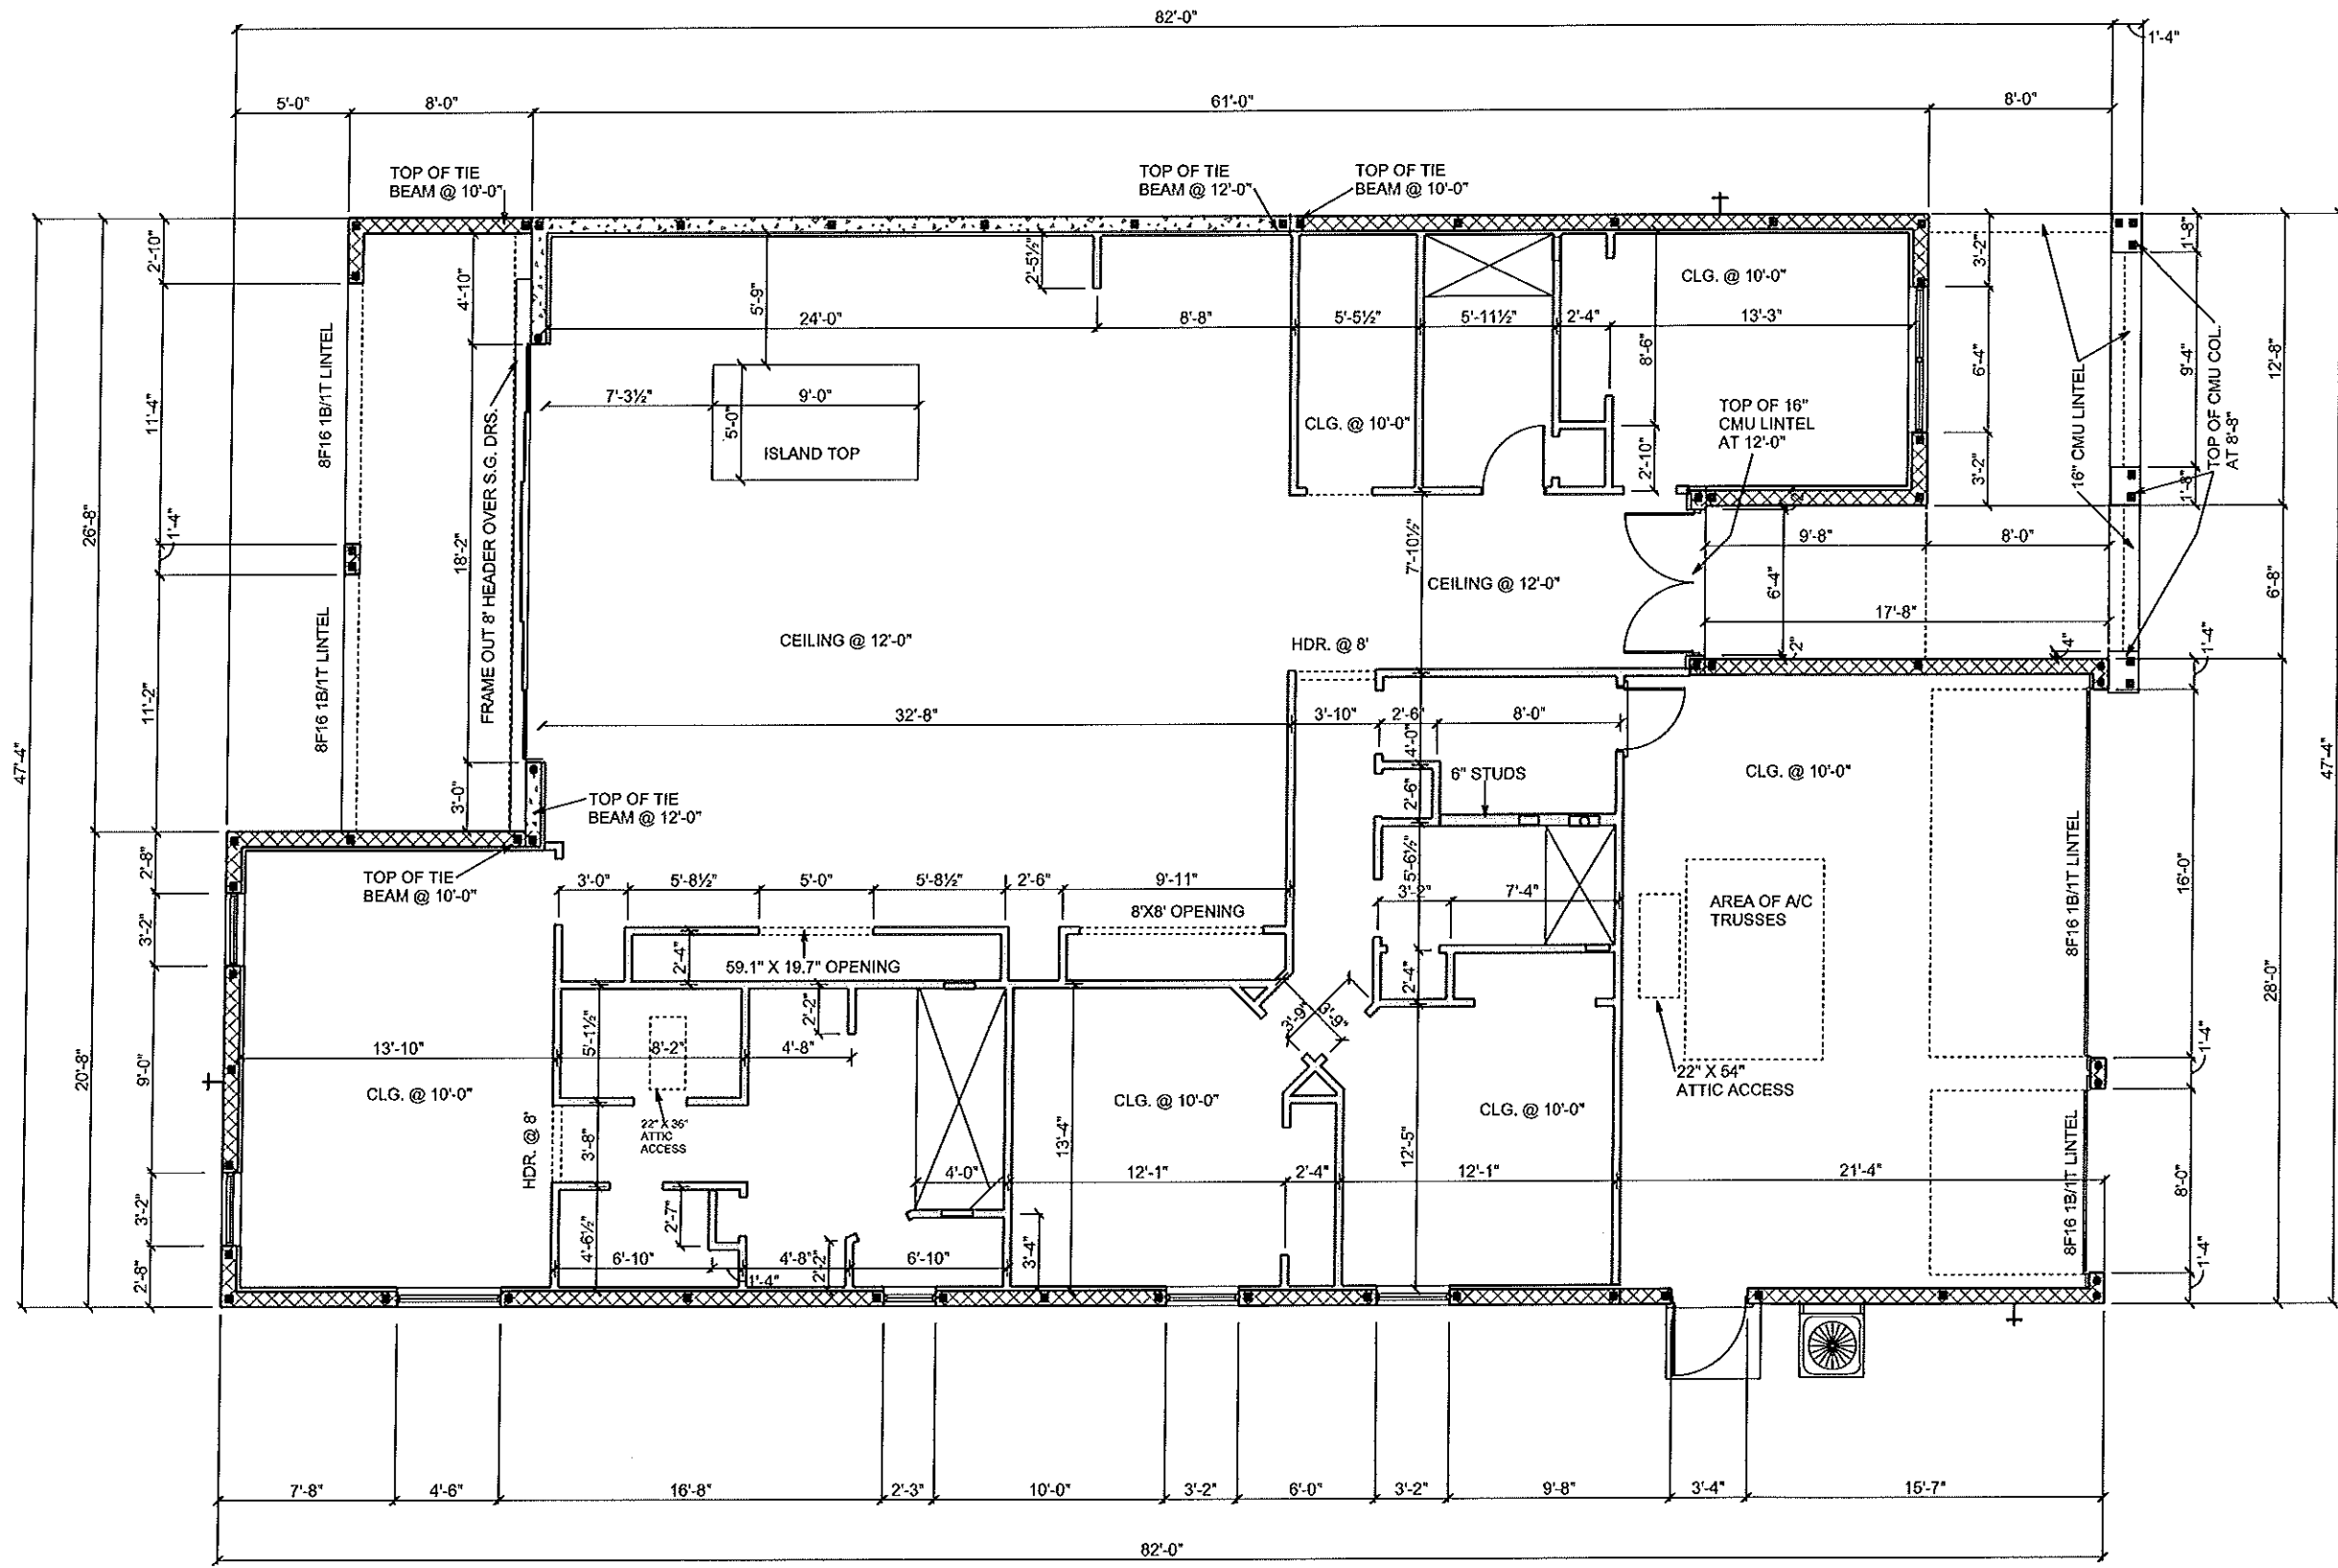 82'-0"
1'-4"
5'-0"
8'-0"
61'-0"
8'-0"
TOP OF TIE
BEAM @ 10'-0"
TOP OF TIE
BEAM @ 12'-0"
TOP OF TIE
BEAM @ 10'-0"
2'-10"
4'-10"
5'-9"
2'-5½"
CLG. @ 10'-0"
3'-2"
1'-8"
24'-0"
8'-8"
5'-5½"
5'-11½"
2'-4"
13'-3"
8'-6"
6'-4"
9'-4"
12'-8"
8F16 1B/1T LINTEL
11'-4"
7'-3½"
9'-0"
5'-0"
ISLAND TOP
CLG. @ 10'-0"
TOP OF 16"
CMU LINTEL
AT 12'-0"
16" CMU LINTEL
TOP OF CMU COL.
AT 8'-8"
2'-10"
3'-2"
1'-8"
2"
26'-8"
1'-4"
18'-2"
FRAME OUT 8' HEADER OVER S.G. DRS.
7'-10½"
9'-8"
8'-0"
CEILING @ 12'-0"
6'-4"
6'-8"
17'-8"
CEILING @ 12'-0"
HDR. @ 8'
2"
4"
1'-4"
8F16 1B/1T LINTEL
11'-2"
32'-8"
3'-10"
2'-6"
8'-0"
4'-0"
47'-4"
47'-4"
3'-0"
TOP OF TIE
BEAM @ 12'-0"
6" STUDS
2'-6"
CLG. @ 10'-0"
8F16 1B/1T LINTEL
16'-0"
2'-8"
TOP OF TIE
BEAM @ 10'-0"
3'-0"
5'-8½"
5'-0"
5'-8½"
2'-6"
9'-11"
5'-6½"
3'-2"
7'-4"
AREA OF A/C
TRUSSES
3'-2"
8'X8' OPENING
2'-4"
59.1" X 19.7" OPENING
2'-4"
28'-0"
2'-2"
3'-9"
3'-9"
13'-10"
5'-1½"
8'-2"
4'-8"
1'-4"
20'-8"
9'-0"
CLG. @ 10'-0"
CLG. @ 10'-0"
CLG. @ 10'-0"
22" X 54"
ATTIC ACCESS
22" X 36"
ATTIC
ACCESS
HDR. @ 8'
3'-8"
13'-4"
12'-5"
8F16 1B/1T LINTEL
4'-0"
12'-1"
2'-4"
12'-1"
21'-4"
8'-0"
3'-2"
2'-7"
4'-6½"
6'-10"
4'-8"
2'-2"
6'-10"
3'-4"
1'-4"
1'-4"
2'-8"
7'-8"
4'-6"
16'-8"
2'-3"
10'-0"
3'-2"
6'-0"
3'-2"
9'-8"
3'-4"
15'-7"
82'-0"